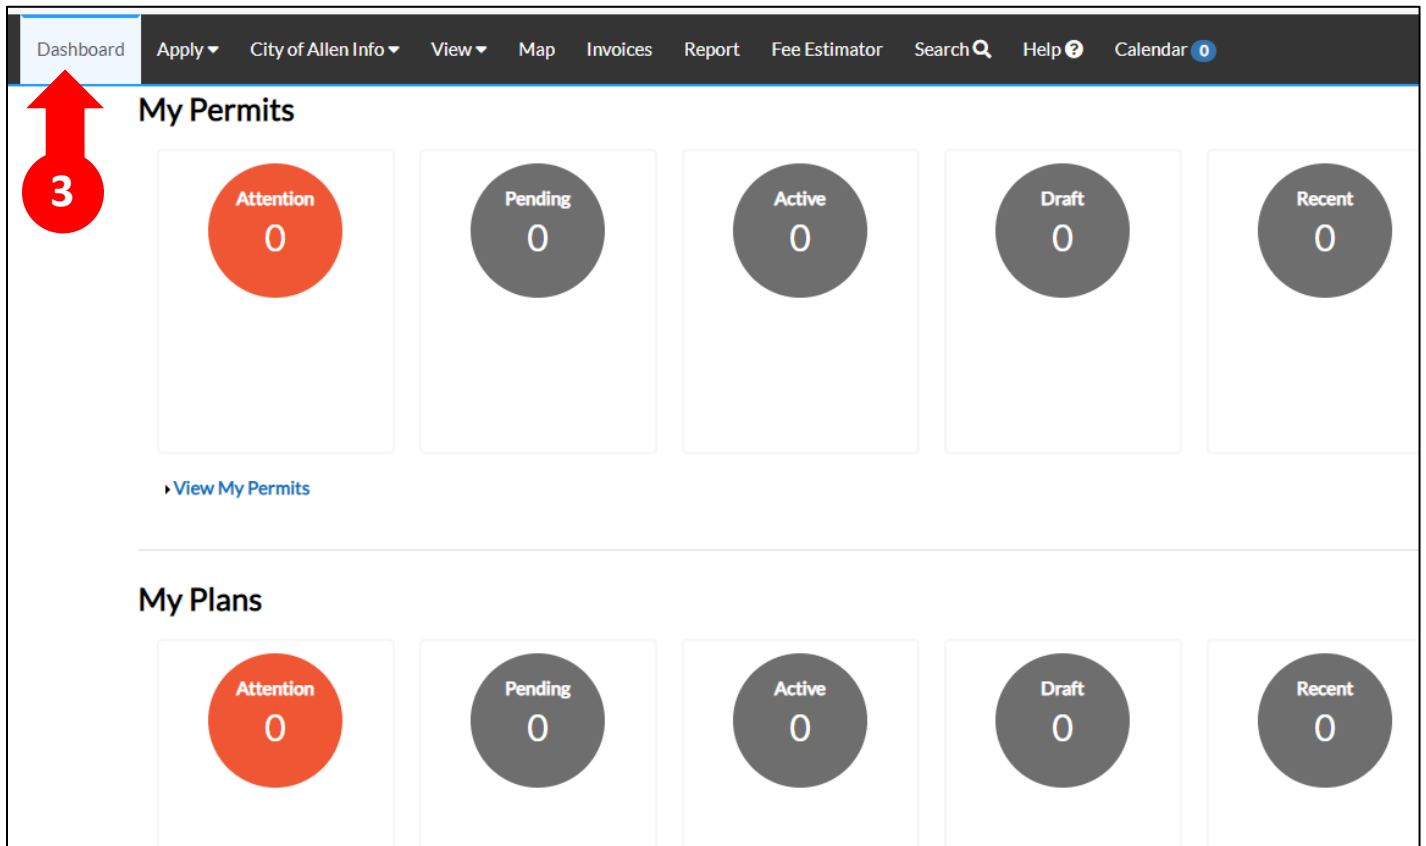 Dashboard Apply City of Allen Info View Map Invoices Report Fee Estimator Search Help ? Calendar 0
My Permits
3
Attention Pending Active Draft Recent
0 0 0 0 0
View My Permits
My Plans
Attention Pending Active Draft Recent
0 0 0 0 0